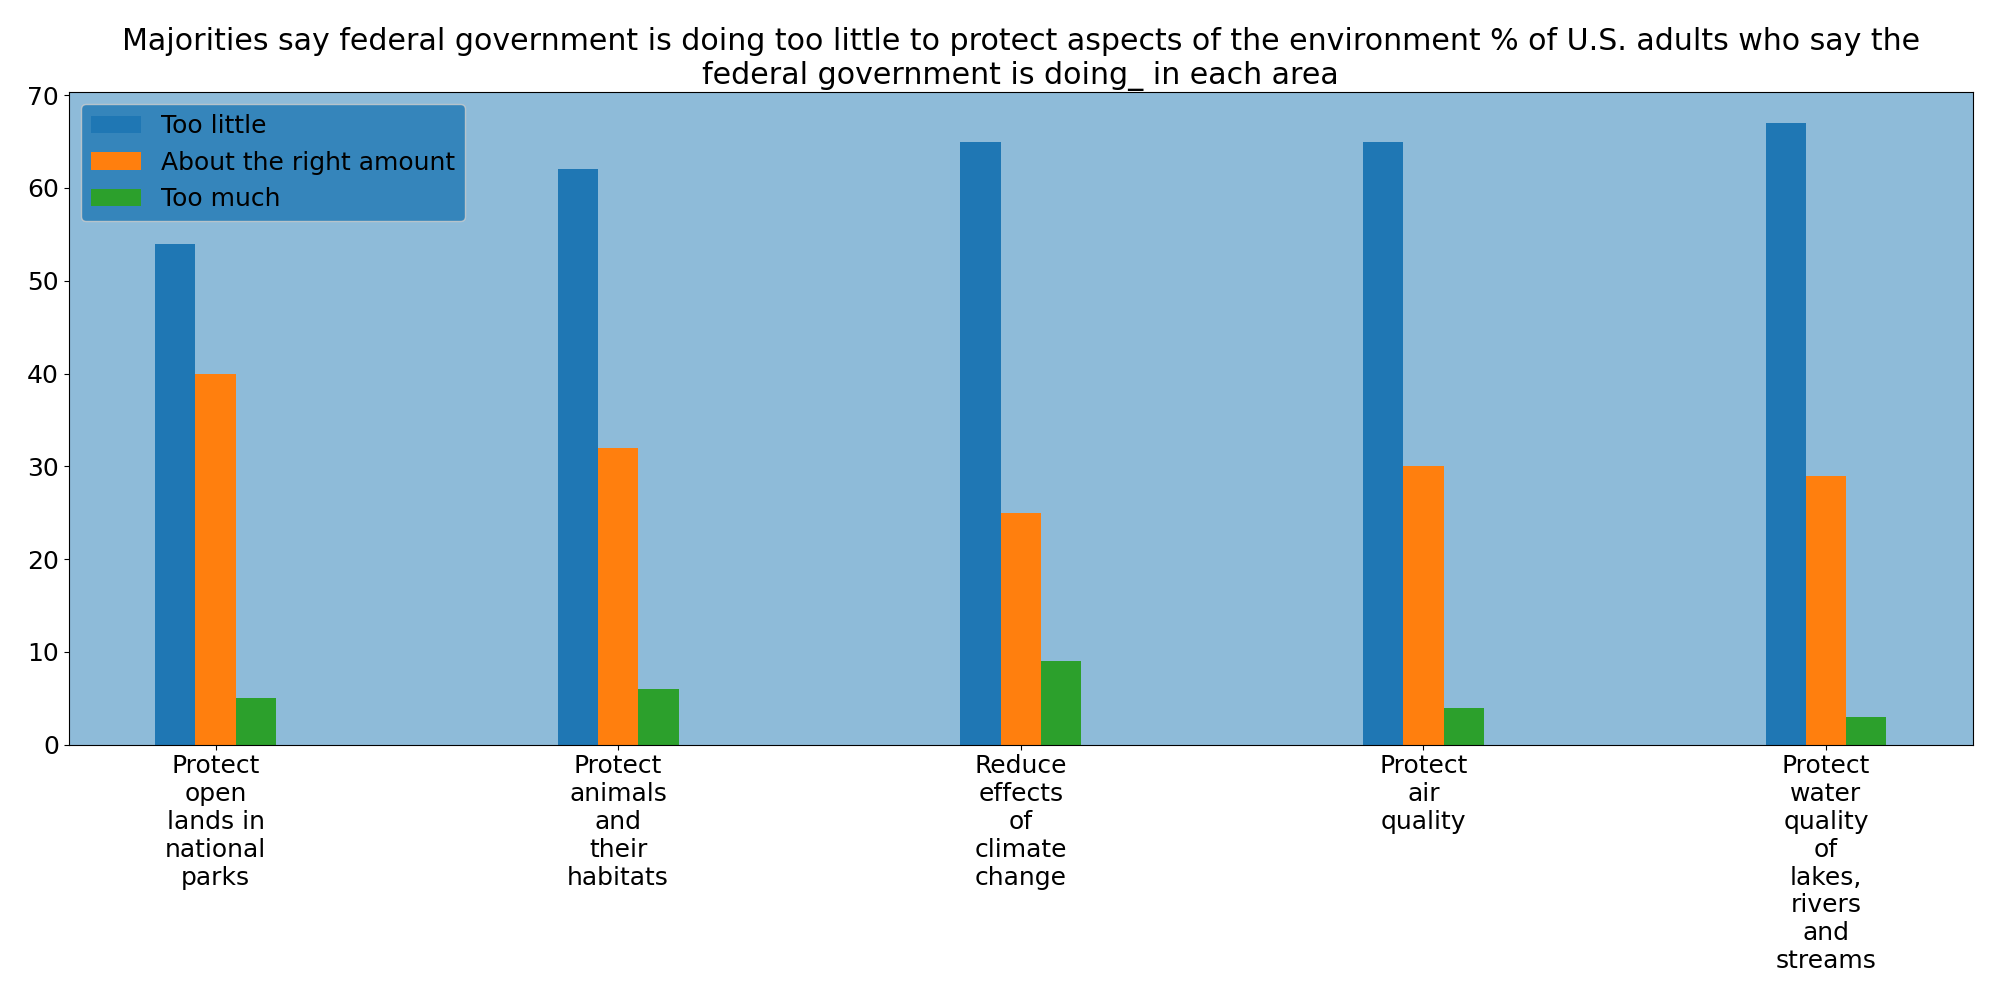 Majorities say federal government is doing too little to protect aspects of the environment % of U.S. adults who say the
federal government is doing_ in each area
70
60
50
40
30
20
10
0
Too little
About the right amount
Too much
Protect
open
lands in
national
parks
Protect
animals
and
their
habitats
Reduce
effects
of
climate
change
Protect
air
quality
Protect
water
quality
of
lakes,
rivers
and
streams